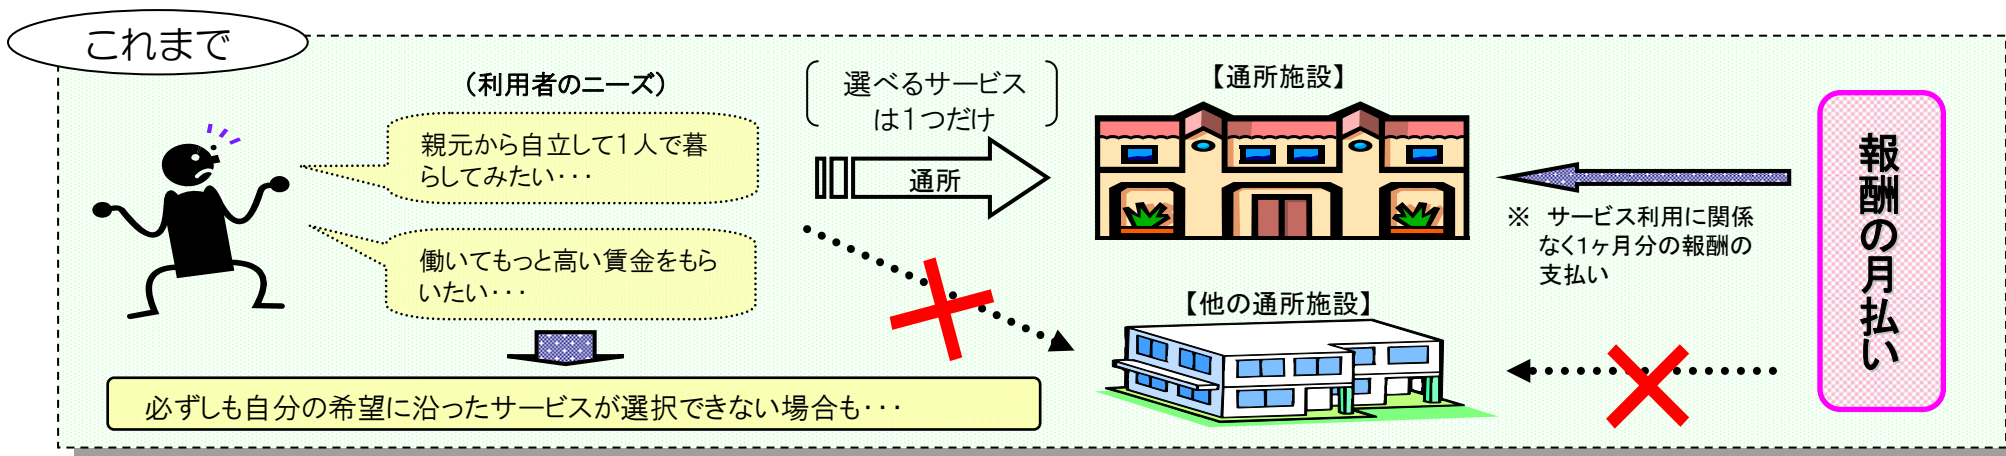 これまで
（利用者のニーズ）
親元から自立して１人で暮
らしてみたい・・・
働いてもっと高い賃金をもら
いたい・・・
必ずしも自分の希望に沿ったサービスが選択できない場合も・・・
選べるサービス
は１つだけ
通所
【通所施設】
【他の通所施設】
※　サービス利用に関係
なく1ヶ月分の報酬の
支払い
報酬の月払い